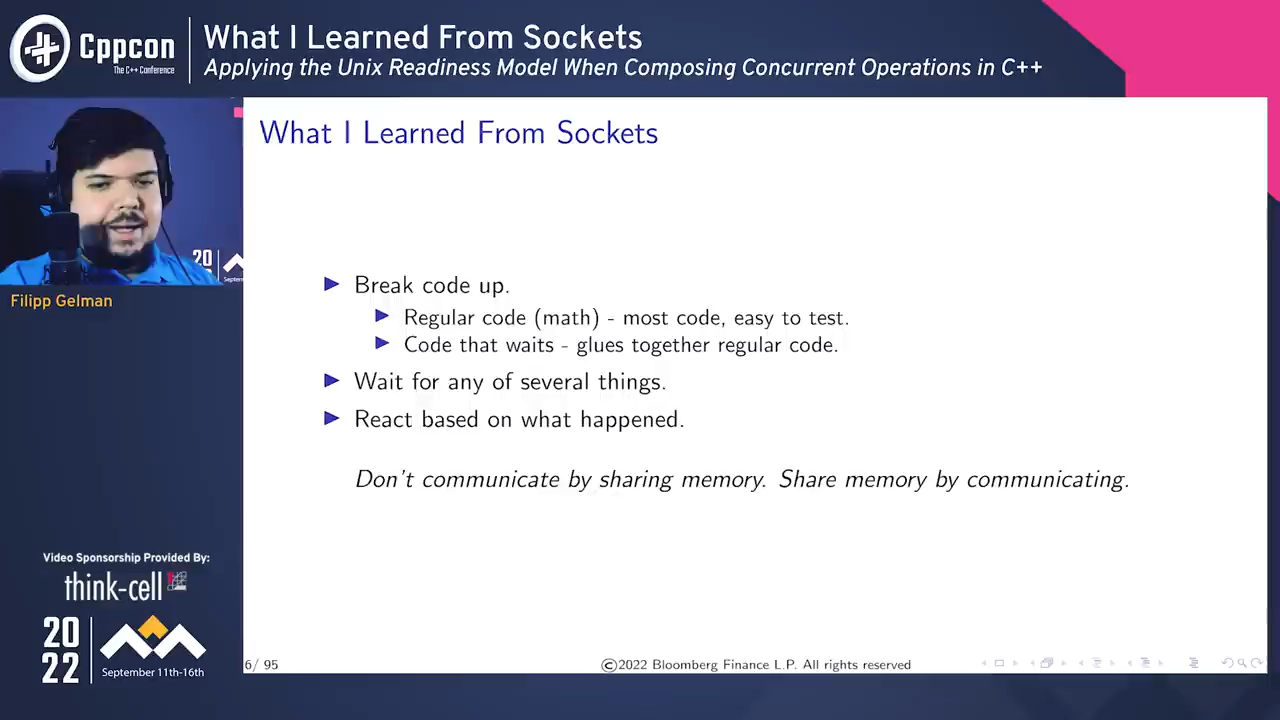 Cppcon
The C++ Conference
What I Learned From Sockets
Applying the Unix Readiness Model When Composing Concurrent Operations in C++
What I Learned From Sockets
Break code up.
Regular code (math) - most code, easy to test.
Code that waits - glues together regular code.
Wait for any of several things.
React based on what happened.
Don't communicate by sharing memory. Share memory by communicating.
20
Filipp Gelman
Video Sponsorship Provided By:
think-cell
20
22
September 11th-16th
6/ 95
©2022 Bloomberg Finance L.P. All rights reserved